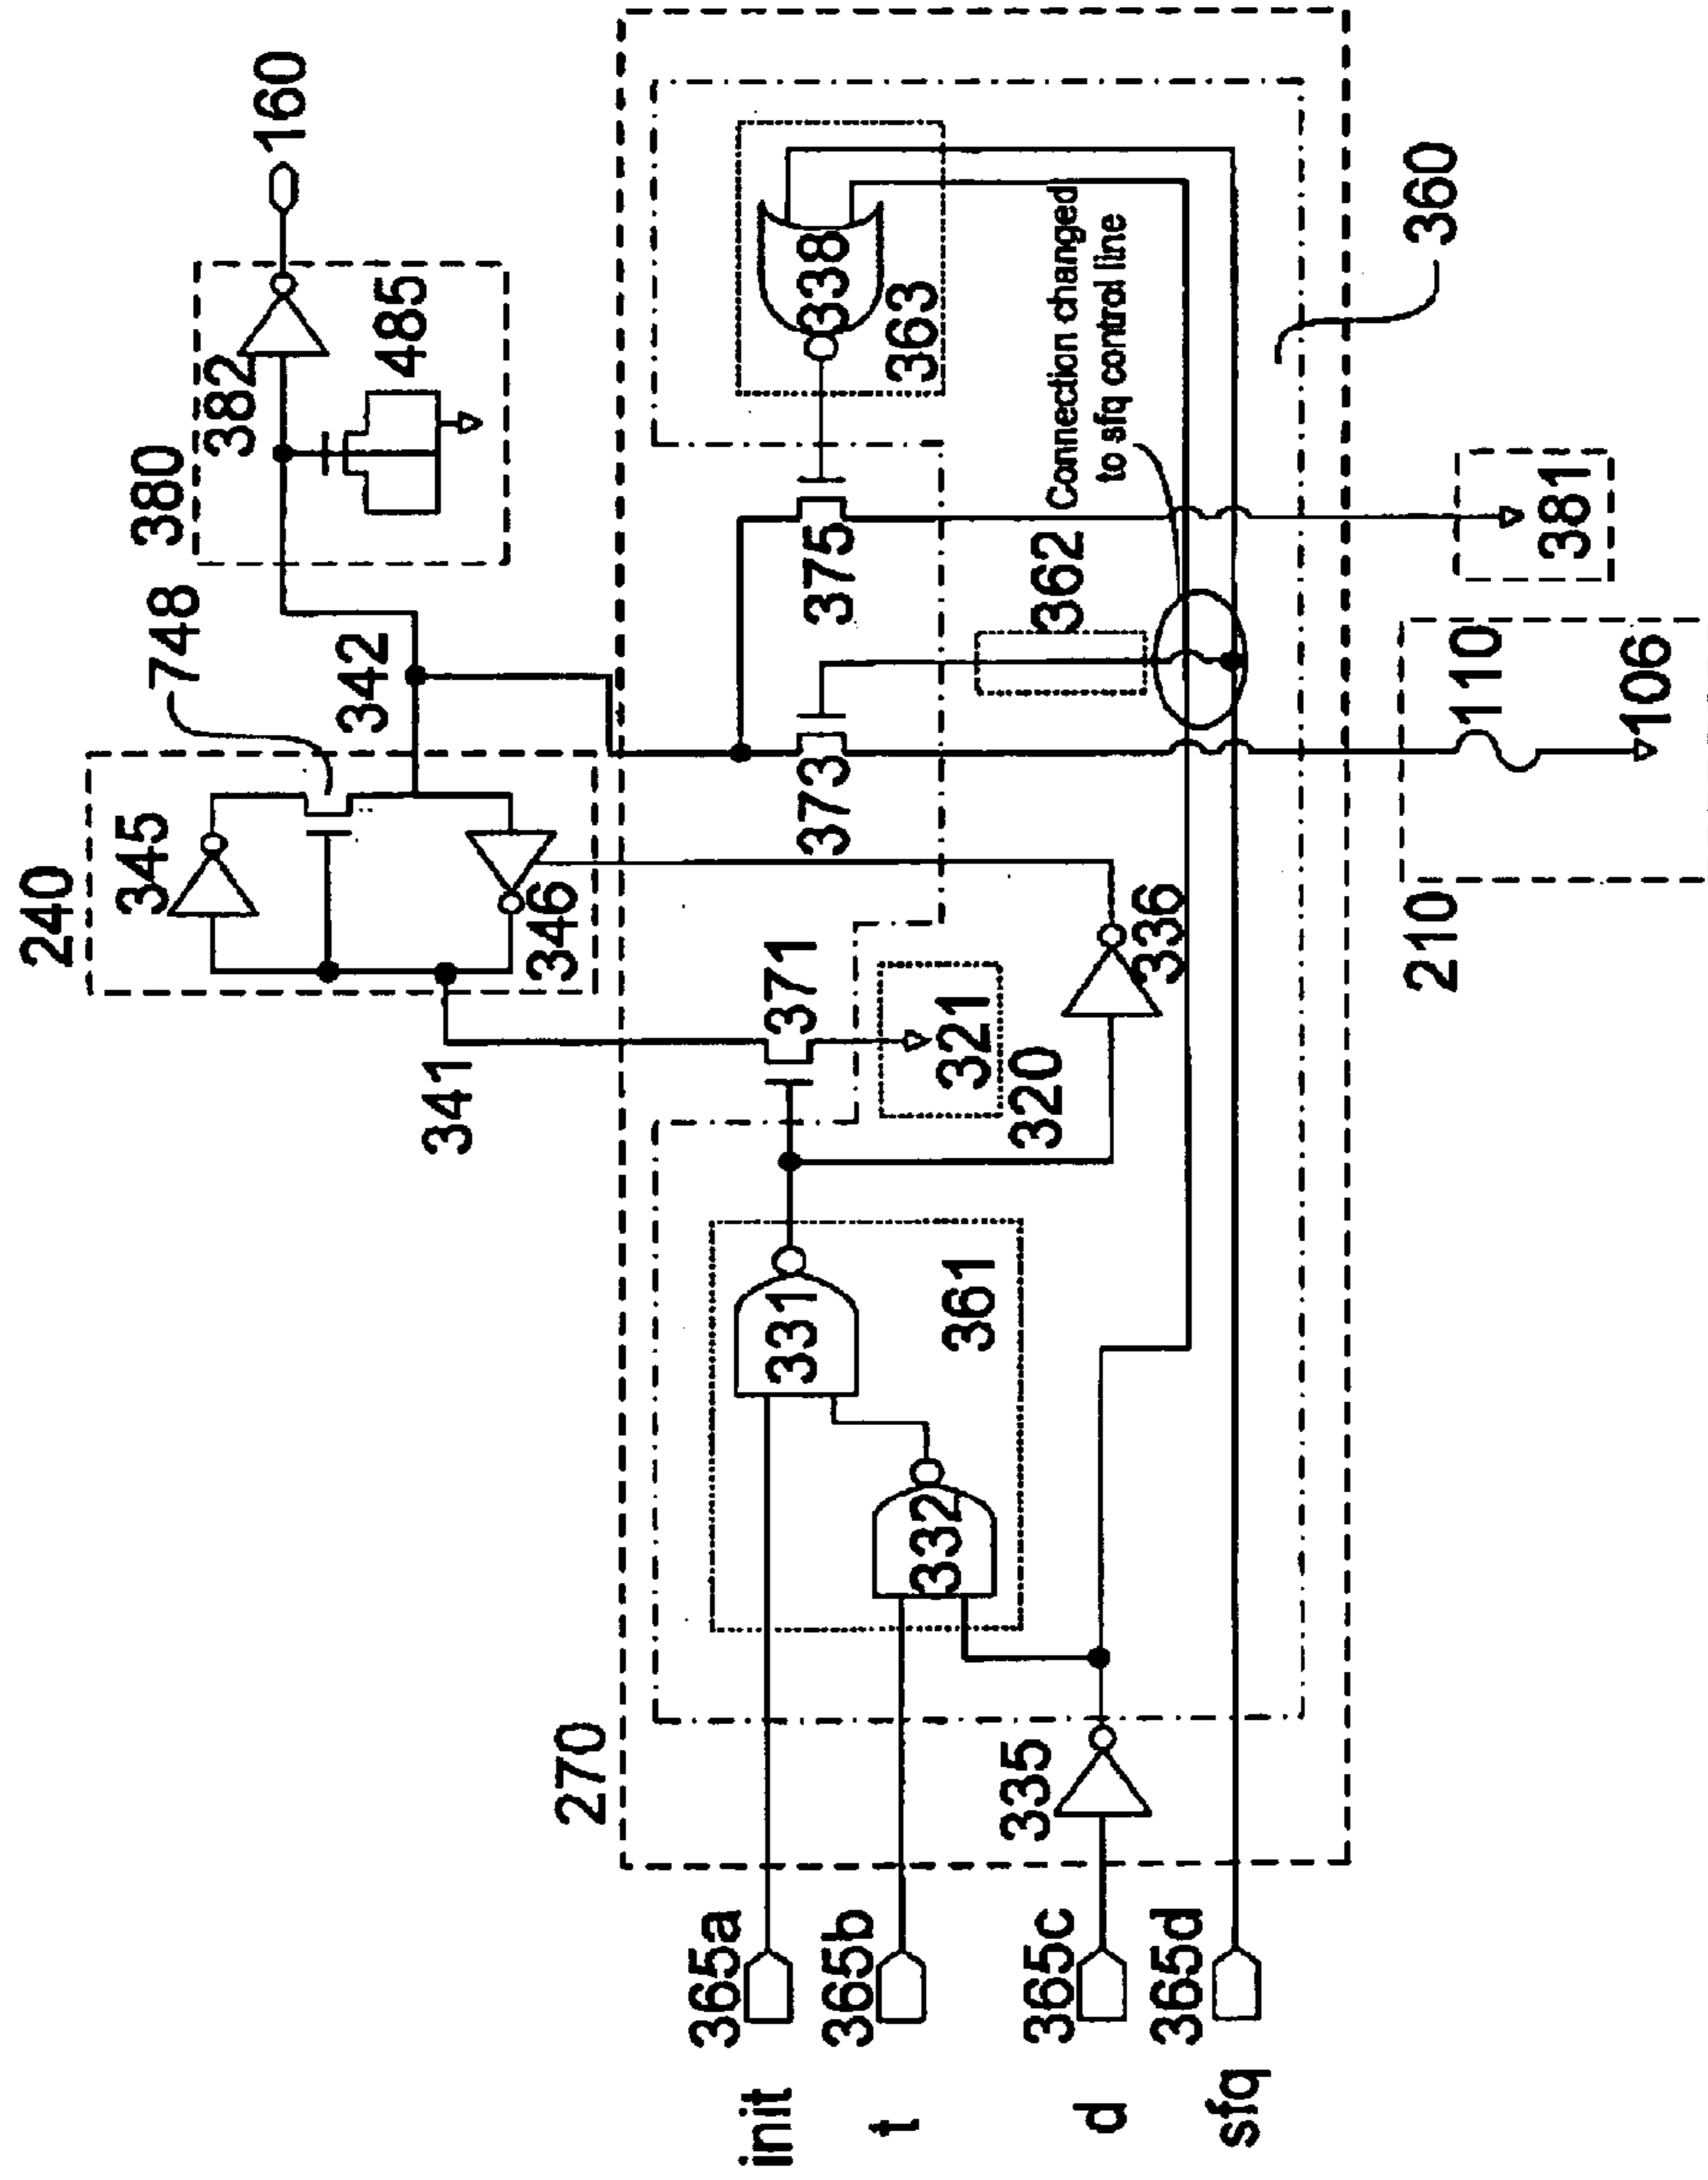 240
345
748
346
341
342
380
382
485
160
270
371
373
375
338
363
321
320
331
361
332
336
362
Connection changed
to sfq control line
335
360
init
365a
t
365b
d
365c
sfq
365d
210
110
106
381